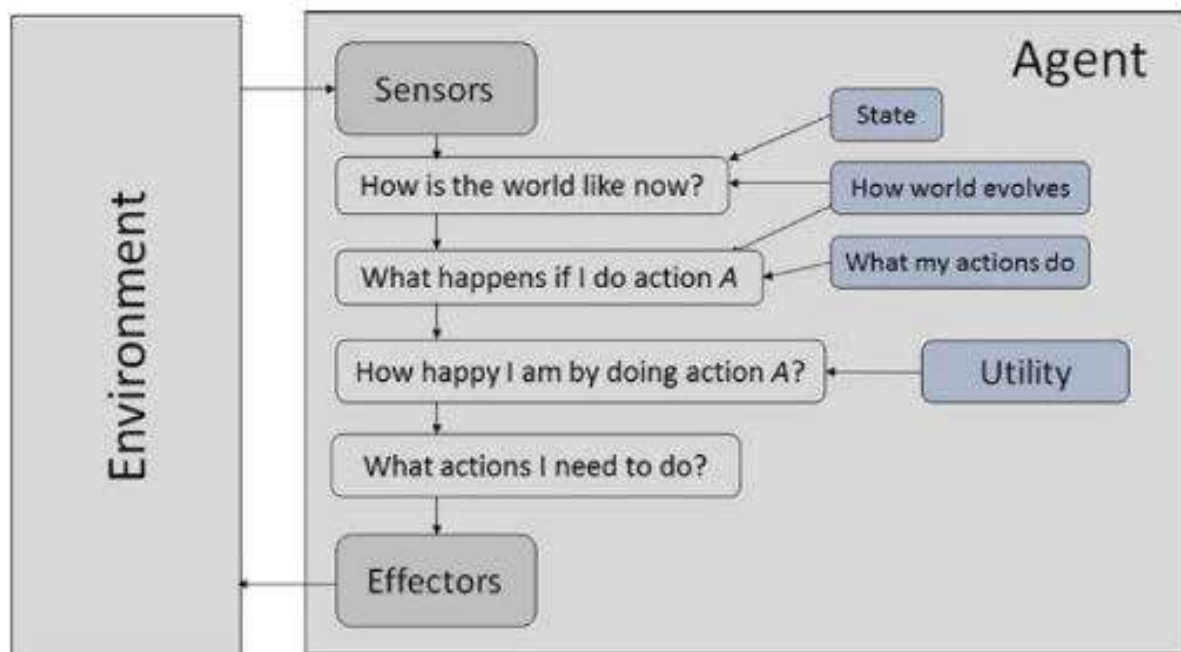 Agent
Environment
Sensors
State
How is the world like now?
How world evolves
What happens if I do action A
What my actions do
How happy I am by doing action A?
Utility
What actions I need to do?
Effectors